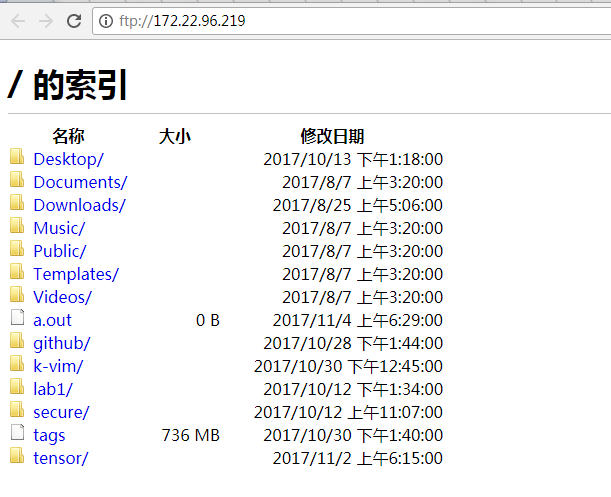 ftp://172.22.96.219
/ 的索引
名称 大小 修改日期
Desktop/ 2017/10/13 下午1:18:00
Documents/ 2017/8/7 上午3:20:00
Downloads/ 2017/8/25 上午5:06:00
Music/ 2017/8/7 上午3:20:00
Public/ 2017/8/7 上午3:20:00
Templates/ 2017/8/7 上午3:20:00
Videos/ 2017/8/7 上午3:20:00
a.out 0 B 2017/11/4 上午6:29:00
github/ 2017/10/28 下午1:44:00
k-vim/ 2017/10/30 下午12:45:00
lab1/ 2017/10/12 下午1:34:00
secure/ 2017/10/12 上午11:07:00
tags 736 MB 2017/10/30 下午1:40:00
tensor/ 2017/11/2 上午6:15:00